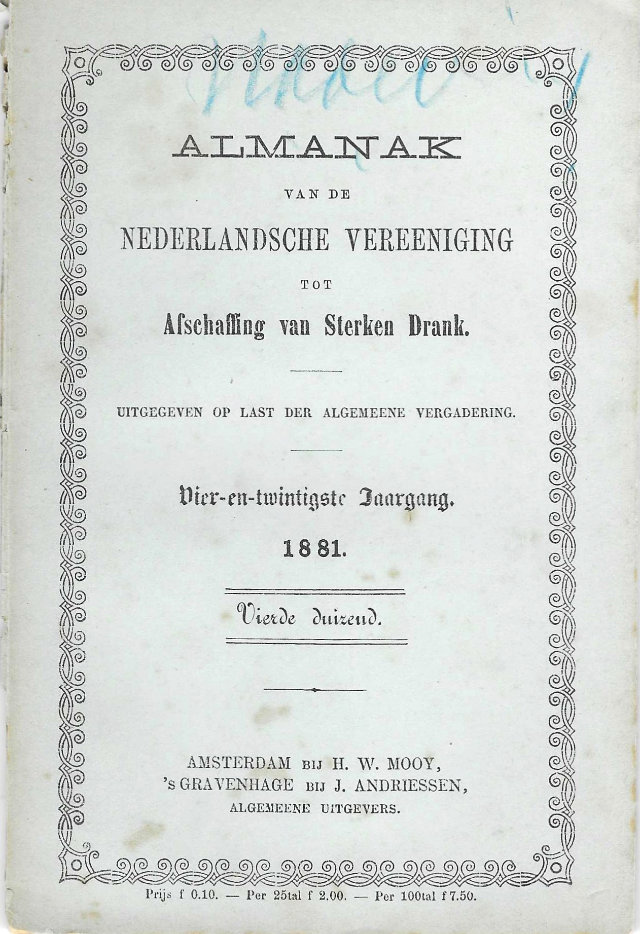 ALMANAK
VAN DE
NEDERLANDSCHE VEREENIGING
TOT
Afschaffing van Sterken Drank.
UITGEGEVEN OP LAST DER ALGEMEENE VERGADERING.
Vier-en-twintigste Jaargang.
1881.
Vierde duizend.
AMSTERDAM BIJ H. W. MOOY,
'S GRAVENHAGE BIJ J. ANDRIESSEN,
ALGEMEENE UITGEVERS.
Prijs f 0.10. — Per 25tal f 2.00. — Per 100tal f 7.50.